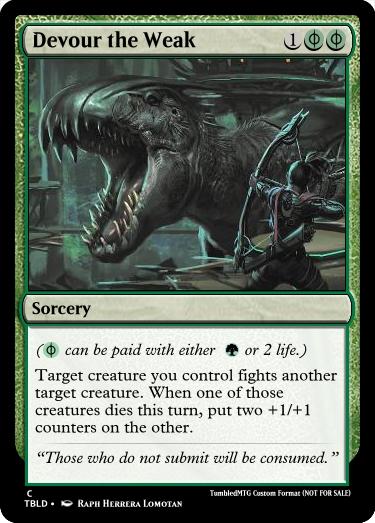 Devour the Weak 1
Sorcery
( can be paid with either or 2 life.)
Target creature you control fights another
target creature. When one of those
creatures dies this turn, put two +1/+1
counters on the other.
“Those who do not submit will be consumed.”
C
TBLD • Raph Herrera Lomotan
TumbledMTG Custom Format (NOT FOR SALE)